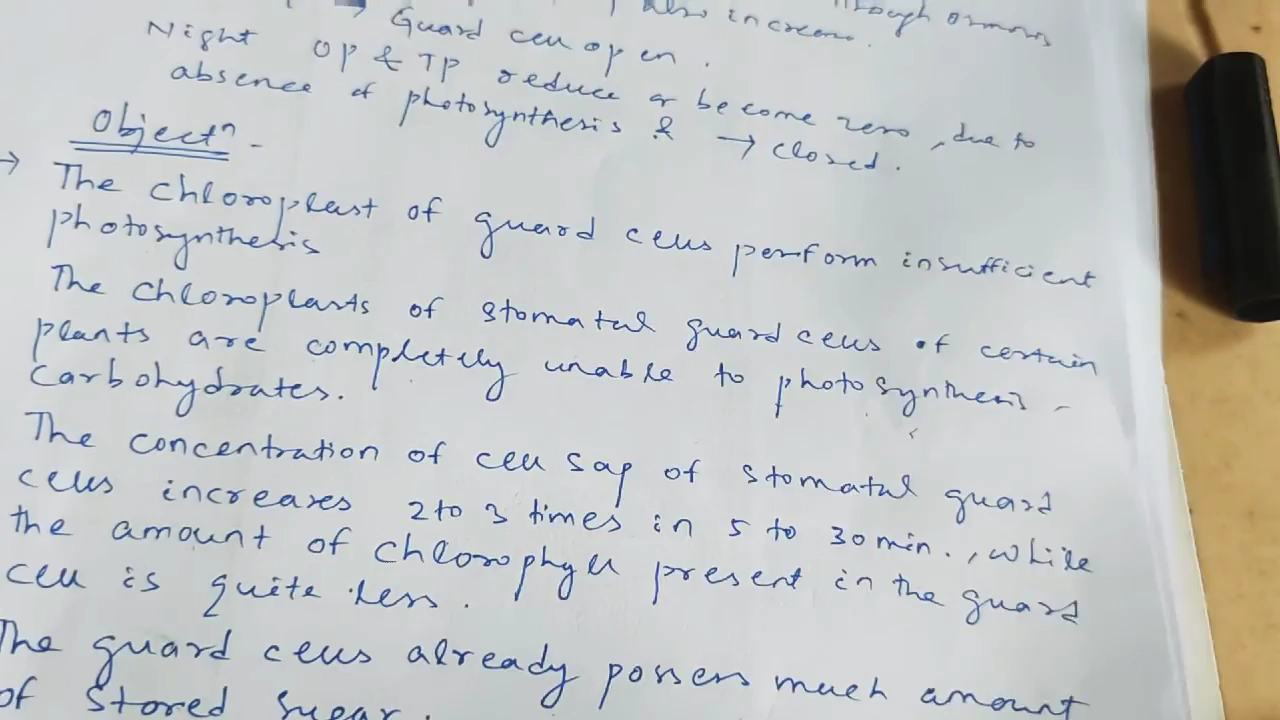 also increase. through osmosis
→ Guard cell open.
Night OP & TP reduce or become zero, due to
absence of photosynthesis & → closed.
Objectn -
→ The chloroplast of guard cells perform insufficient
photosynthesis
The chloroplasts of stomatal guard cells of certain
plants are completely unable to photosynthesis -
carbohydrates.
The concentration of cell sap of stomatal guard
cells increases 2 to 3 times in 5 to 30 min., while
the amount of chlorophyll present in the guard
cell is quite less.
The guard cells already possess much amount
of stored sugar.